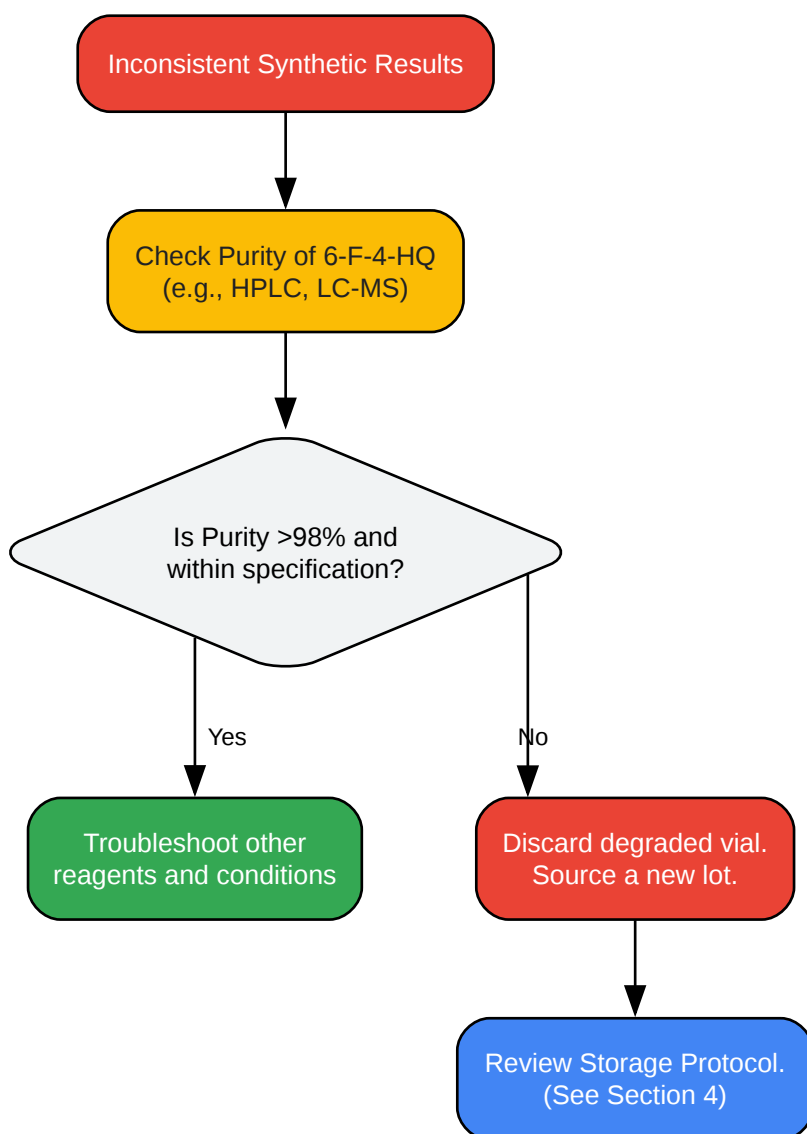 Inconsistent Synthetic Results
Check Purity of 6-F-4-HQ
(e.g., HPLC, LC-MS)
Is Purity >98% and
within specification?
Yes
No
Troubleshoot other
reagents and conditions
Discard degraded vial.
Source a new lot.
Review Storage Protocol.
(See Section 4)